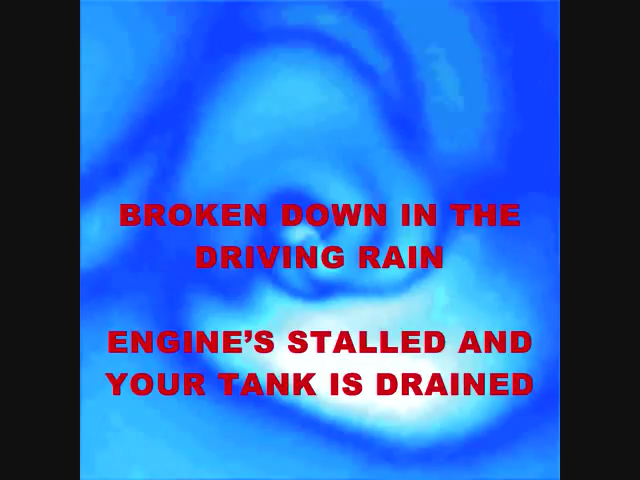 BROKEN DOWN IN THE
DRIVING RAIN
ENGINE’S STALLED AND
YOUR TANK IS DRAINED